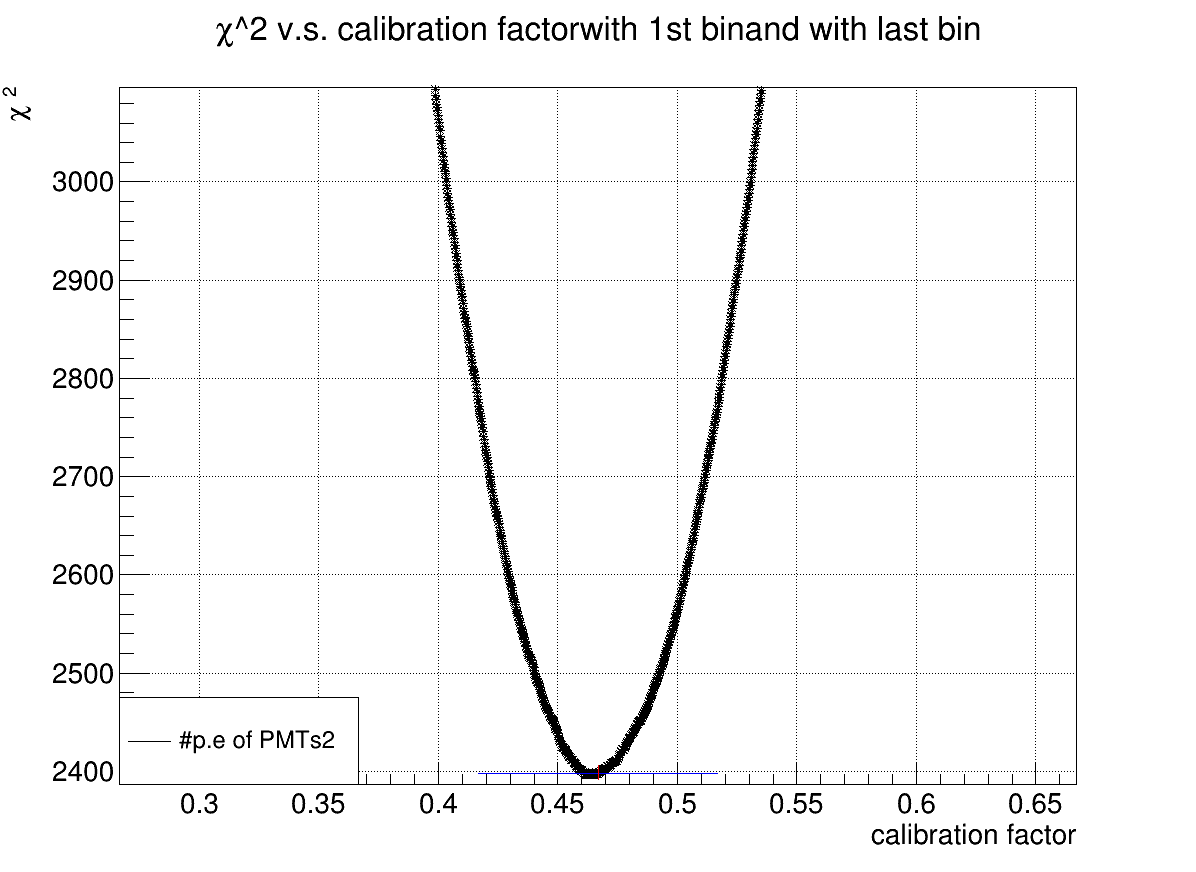 χ^2 v.s. calibration factorwith 1st binand with last bin
χ 2
3000
2900
2800
2700
2600
2500
2400
#p.e of PMTs2
0.3 0.35 0.4 0.45 0.5 0.55 0.6 0.65
calibration factor